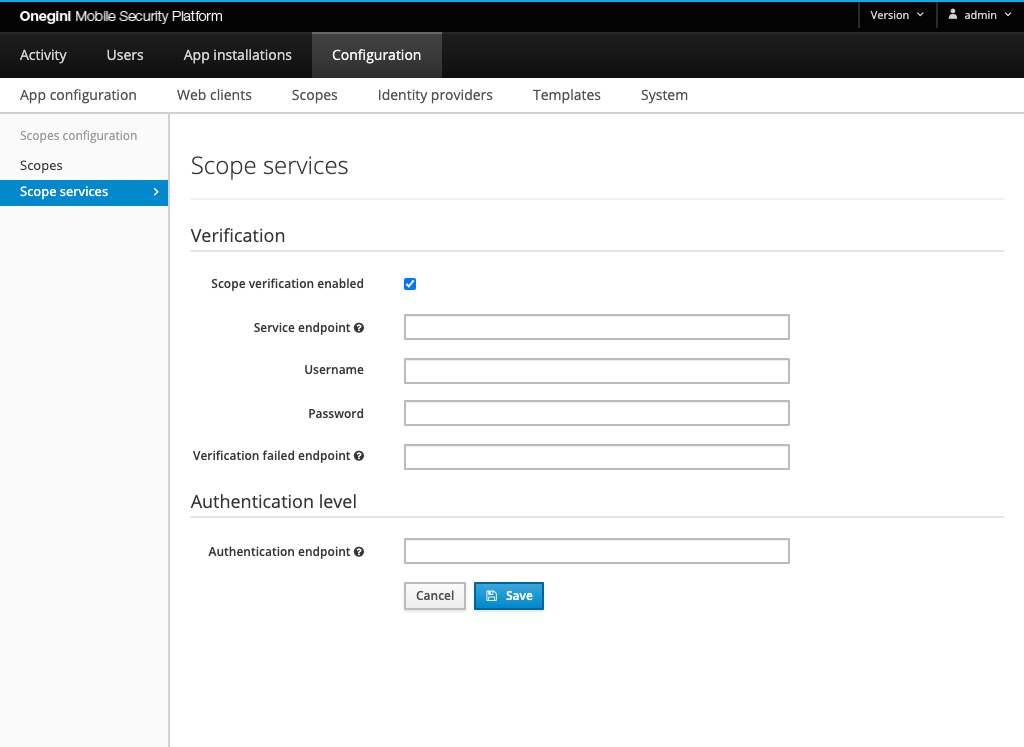 Onegini Mobile Security Platform
Version
admin
Activity
Users
App installations
Configuration
App configuration
Web clients
Scopes
Identity providers
Templates
System
Scopes configuration
Scopes
Scope services
Scope services
Verification
Scope verification enabled
Service endpoint
Username
Password
Verification failed endpoint
Authentication level
Authentication endpoint
Cancel
Save